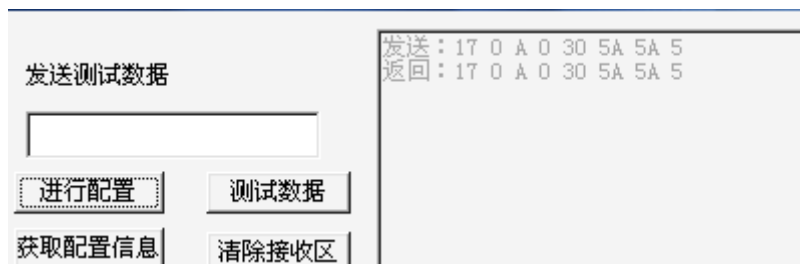 发送：17 0 A 0 30 5A 5A 5
返回：17 0 A 0 30 5A 5A 5
发送测试数据
进行配置 测试数据
获取配置信息 清除接收区